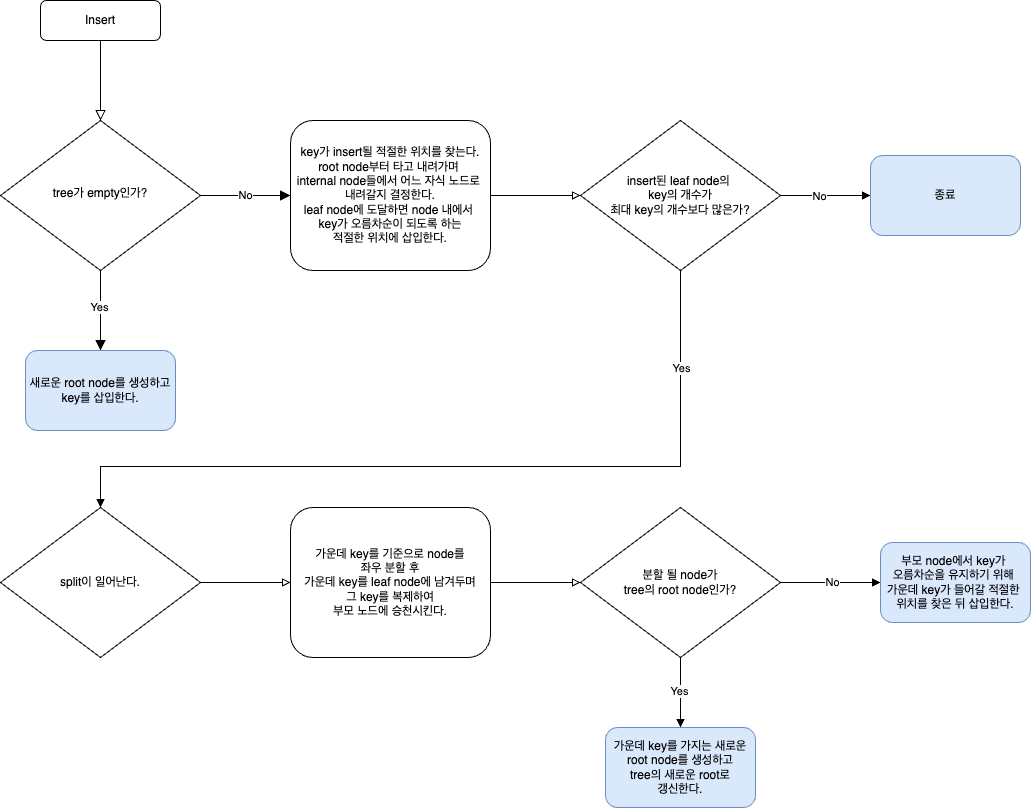 Insert
tree가 empty인가?
No
key가 insert될 적절한 위치를 찾는다.
root node부터 타고 내려가며
internal node들에서 어느 자식 노드로
내려갈지 결정한다.
leaf node에 도달하면 node 내에서
key가 오름차순이 되도록 하는
적절한 위치에 삽입한다.
insert된 leaf node의
key의 개수가
최대 key의 개수보다 많은가?
No
종료
Yes
새로운 root node를 생성하고
key를 삽입한다.
Yes
split이 일어난다.
가운데 key를 기준으로 node를
좌우 분할 후
가운데 key를 leaf node에 남겨두며
그 key를 복제하여
부모 노드에 승천시킨다.
분할 될 node가
tree의 root node인가?
No
부모 node에서 key가
오름차순을 유지하기 위해
가운데 key가 들어갈 적절한
위치를 찾은 뒤 삽입한다.
Yes
가운데 key를 가지는 새로운
root node를 생성하고
tree의 새로운 root로
갱신한다.